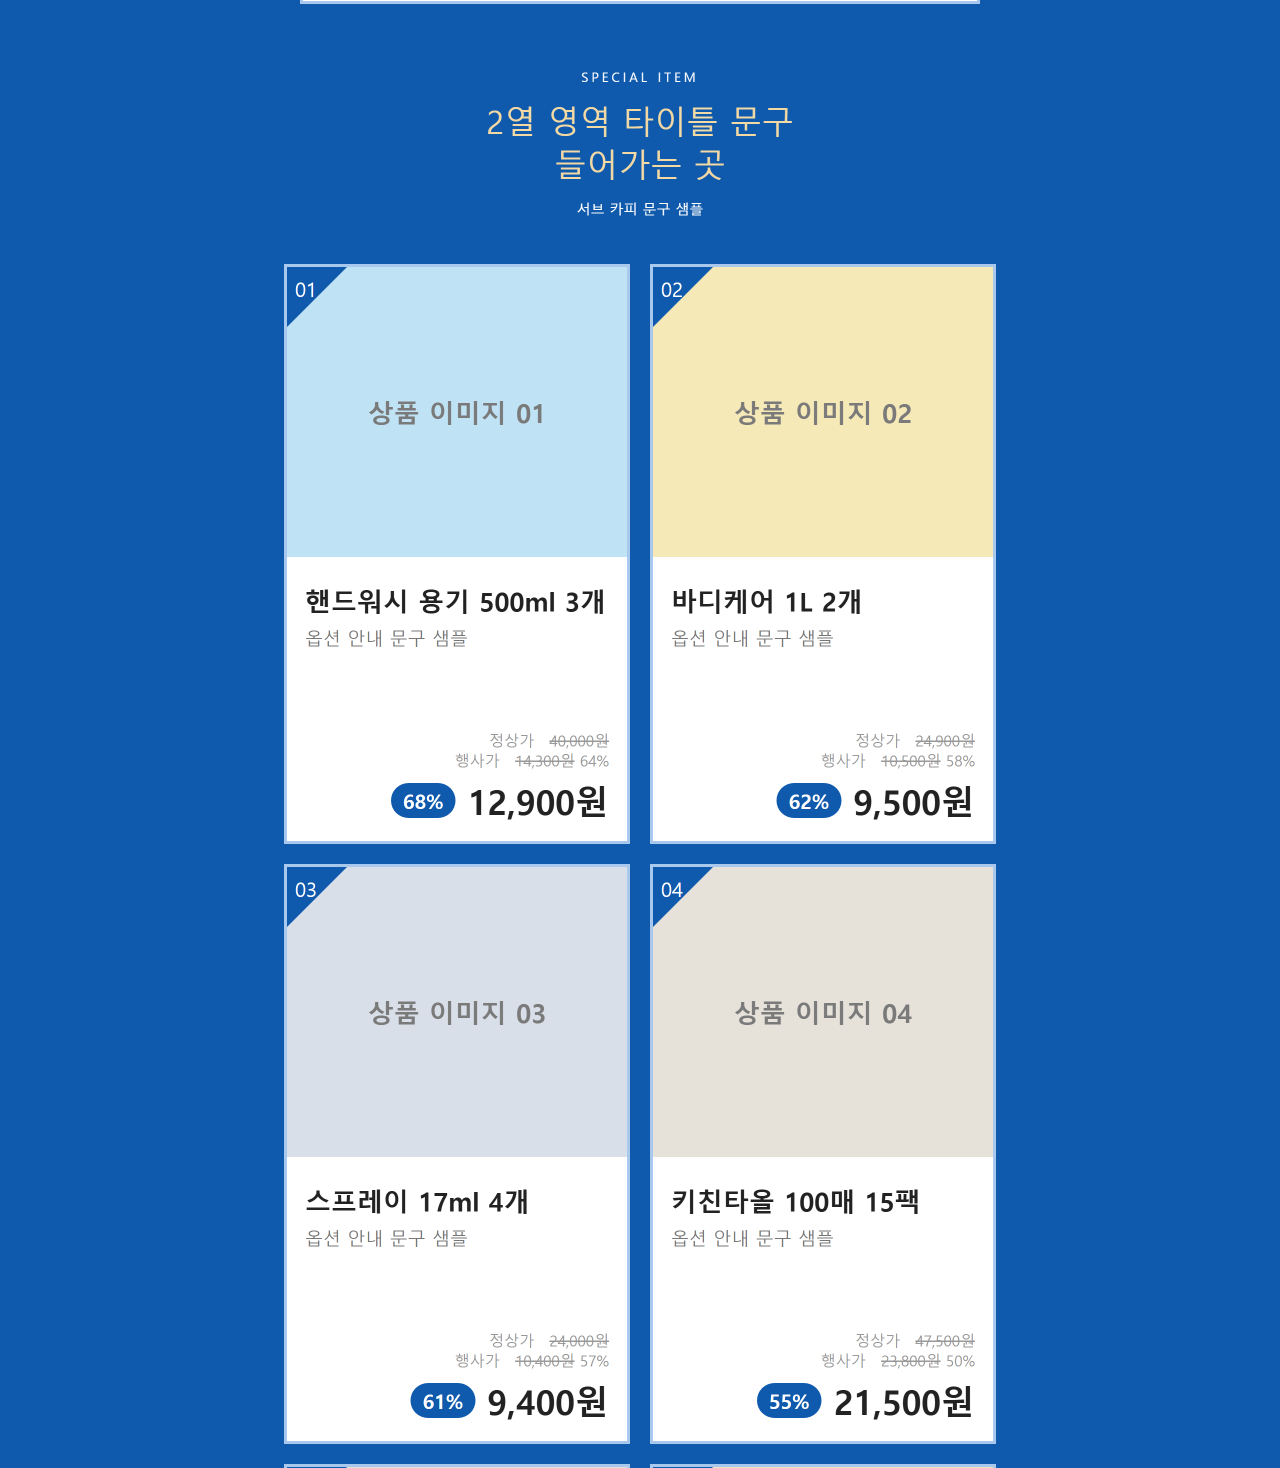 SPECIAL ITEM
2열 영역 타이틀 문구
들어가는 곳
서브 카피 문구 샘플
01
상품 이미지 01
핸드워시 용기 500ml 3개
옵션 안내 문구 샘플
정상가 40,000원
행사가 14,300원 64%
68% 12,900원
02
상품 이미지 02
바디케어 1L 2개
옵션 안내 문구 샘플
정상가 24,900원
행사가 10,500원 58%
62% 9,500원
03
상품 이미지 03
스프레이 17ml 4개
옵션 안내 문구 샘플
정상가 24,000원
행사가 10,400원 57%
61% 9,400원
04
상품 이미지 04
키친타올 100매 15팩
옵션 안내 문구 샘플
정상가 47,500원
행사가 23,800원 50%
55% 21,500원